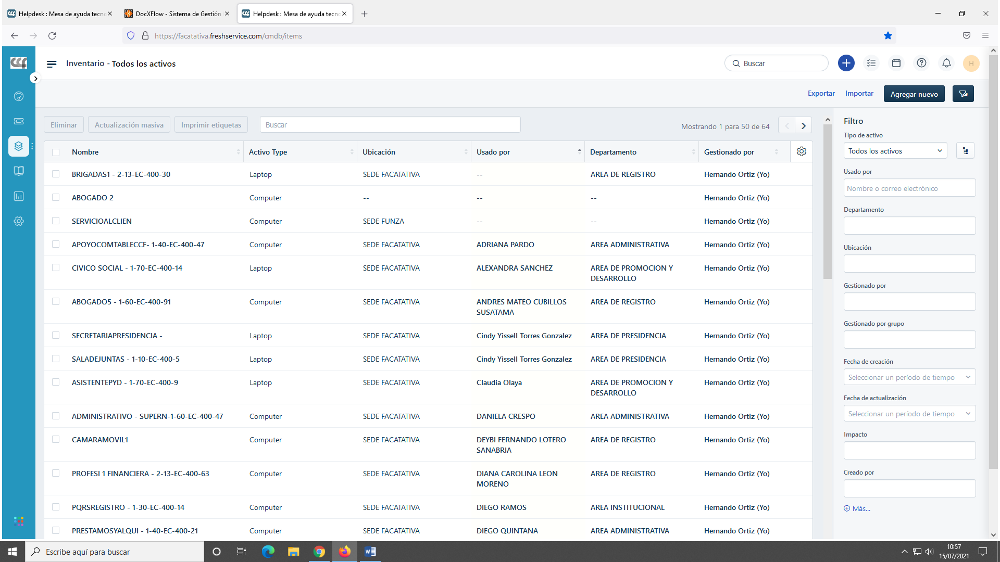 Helpdesk : Mesa de ayuda tecno
DocXFlow - Sistema de Gestión
Helpdesk : Mesa de ayuda tecno
https://facatativa.freshservice.com/cmdb/items
Inventario - Todos los activos
Buscar
H
Exportar
Importar
Agregar nuevo
Eliminar
Actualización masiva
Imprimir etiquetas
Buscar
Mostrando 1 para 50 de 64
Nombre Activo Type Ubicación Usado por Departamento Gestionado por
BRIGADAS1 - 2-13-EC-400-30 Laptop SEDE FACATATIVA -- AREA DE REGISTRO Hernando Ortiz (Yo)
ABOGADO 2 Computer -- -- -- Hernando Ortiz (Yo)
SERVICIOALCLIEN Computer SEDE FUNZA -- -- Hernando Ortiz (Yo)
APOYOCOMTABLECCF- 1-40-EC-400-47 Computer SEDE FACATATIVA ADRIANA PARDO AREA ADMINISTRATIVA Hernando Ortiz (Yo)
CIVICO SOCIAL - 1-70-EC-400-14 Laptop SEDE FACATATIVA ALEXANDRA SANCHEZ AREA DE PROMOCION Y Hernando Ortiz (Yo)
DESARROLLO
ABOGADO5 - 1-60-EC-400-91 Computer SEDE FACATATIVA ANDRES MATEO CUBILLOS AREA DE REGISTRO Hernando Ortiz (Yo)
SUSATAMA
SECRETARIAPRESIDENCIA - Laptop SEDE FACATATIVA Cindy Yissell Torres Gonzalez AREA DE PRESIDENCIA Hernando Ortiz (Yo)
SALADEJUNTAS - 1-10-EC-400-5 Laptop SEDE FACATATIVA Cindy Yissell Torres Gonzalez AREA DE PRESIDENCIA Hernando Ortiz (Yo)
ASISTENTEPYD - 1-70-EC-400-9 Laptop SEDE FACATATIVA Claudia Olaya AREA DE PROMOCION Y Hernando Ortiz (Yo)
DESARROLLO
ADMINISTRATIVO - SUPERN-1-60-EC-400-47 Computer SEDE FACATATIVA DANIELA CRESPO AREA ADMINISTRATIVA Hernando Ortiz (Yo)
CAMARAMOVIL1 Computer SEDE FACATATIVA DEYBI FERNANDO LOTERO AREA DE REGISTRO Hernando Ortiz (Yo)
SANABRIA
PROFESI 1 FINANCIERA - 2-13-EC-400-63 Computer SEDE FACATATIVA DIANA CAROLINA LEON AREA DE REGISTRO Hernando Ortiz (Yo)
MORENO
PQRSREGISTRO - 1-30-EC-400-14 Computer SEDE FACATATIVA DIEGO RAMOS AREA INSTITUCIONAL Hernando Ortiz (Yo)
PRESTAMOSYALQUI - 1-40-EC-400-21 Computer SEDE FACATATIVA DIEGO QUINTANA AREA ADMINISTRATIVA Hernando Ortiz (Yo)
Filtro
Tipo de activo
Todos los activos
Usado por
Nombre o correo electrónico
Departamento
Ubicación
Gestionado por
Gestionado por grupo
Fecha de creación
Seleccionar un período de tiempo
Fecha de actualización
Seleccionar un período de tiempo
Impacto
Creado por
Más...
Escribe aquí para buscar
10:57
15/07/2021